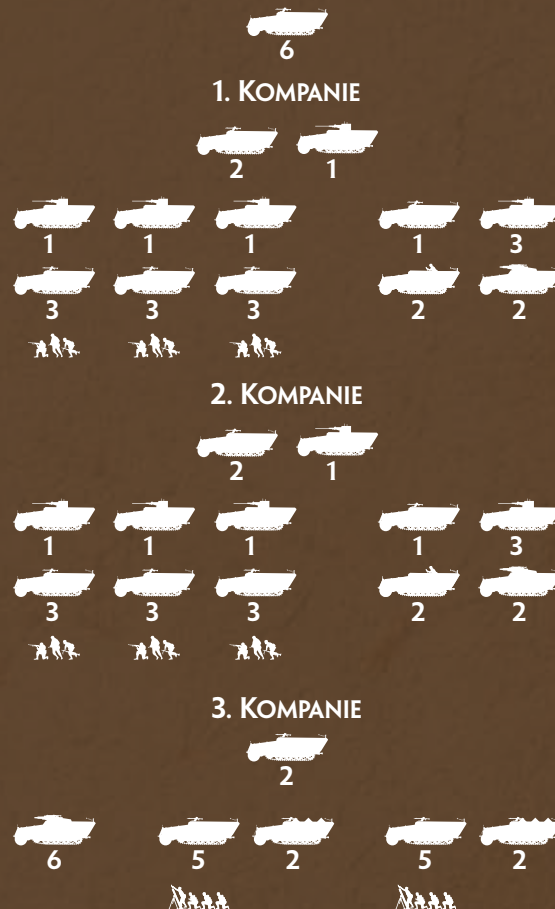 6
1. KOMPANIE
2 1
1 1 1 1 3
3 3 3 2 2
2. KOMPANIE
2 1
1 1 1 1 3
3 3 3 2 2
3. KOMPANIE
2
6 5 2 5 2